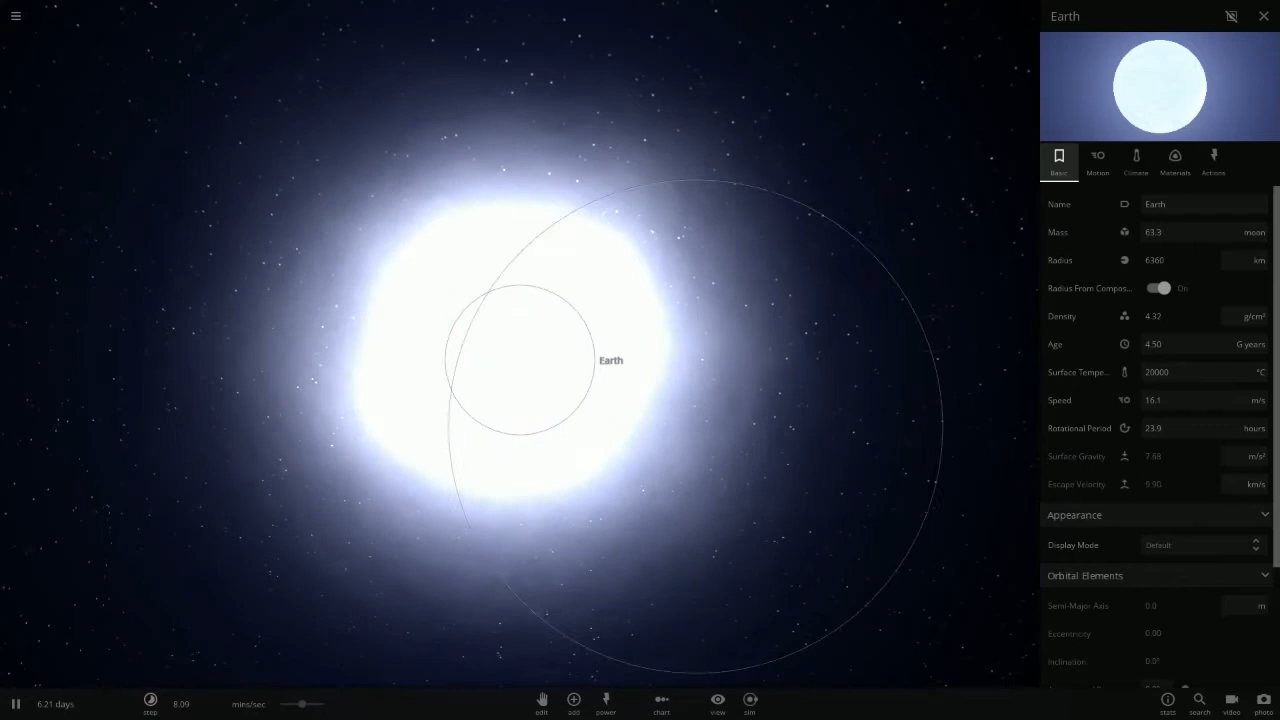 Earth
Basic
Motion
Climate
Materials
Actions
Name Earth
Mass 63.3 moon
Radius 6360 km
Radius From Compos... On
Density 4.32 g/cm³
Age 4.50 G years
Surface Tempe... 20000 °C
Speed 16.1 m/s
Rotational Period 23.9 hours
Surface Gravity 7.68 m/s²
Escape Velocity 9.90 km/s
Appearance
Display Mode Default
Orbital Elements
Semi-Major Axis 0.0 m
Eccentricity 0.00
Inclination 0.0°
Earth
6.21 days
step
8.09 mins/sec
edit
add
power
chart
view
sim
stats
search
video
photo